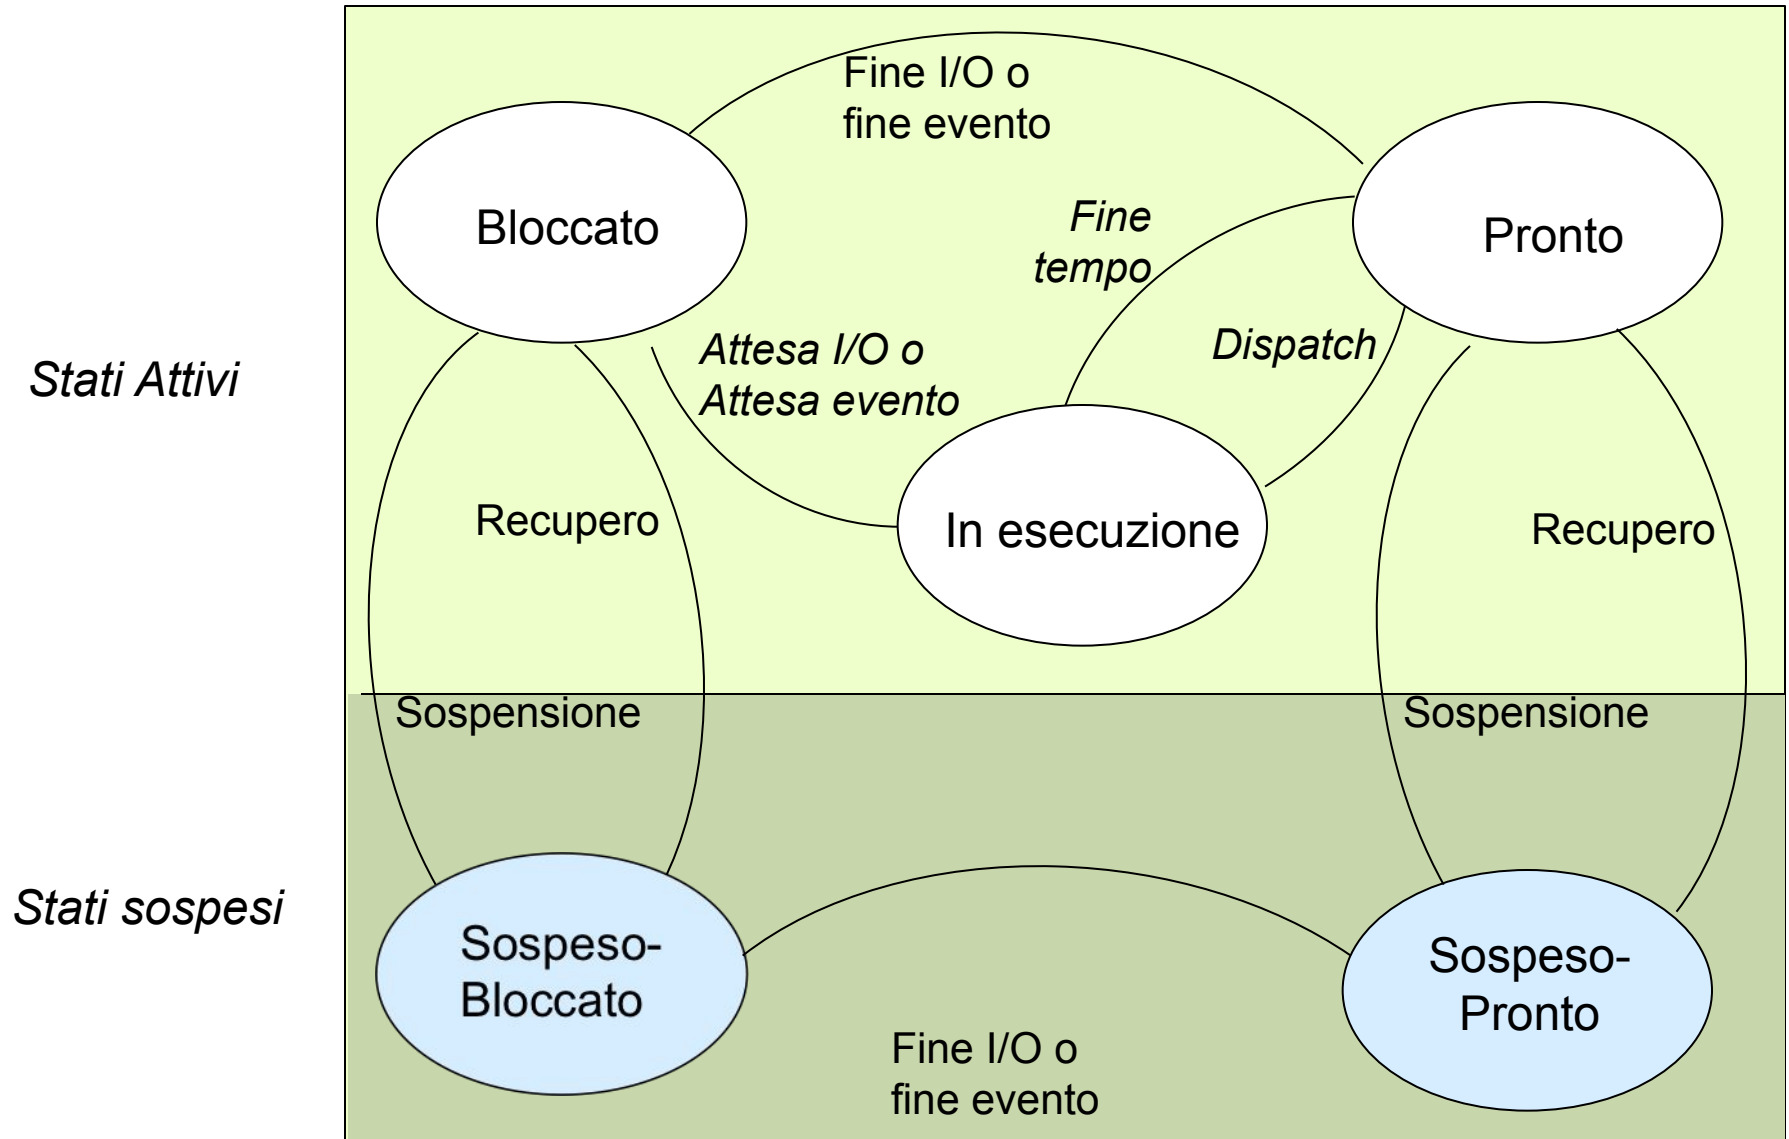 Fine I/O o
fine evento
Bloccato
Fine
tempo
Pronto
Stati Attivi
Attesa I/O o
Attesa evento
Dispatch
Recupero
In esecuzione
Recupero
Sospensione
Sospensione
Stati sospesi
Sospeso-
Bloccato
Sospeso-
Pronto
Fine I/O o
fine evento